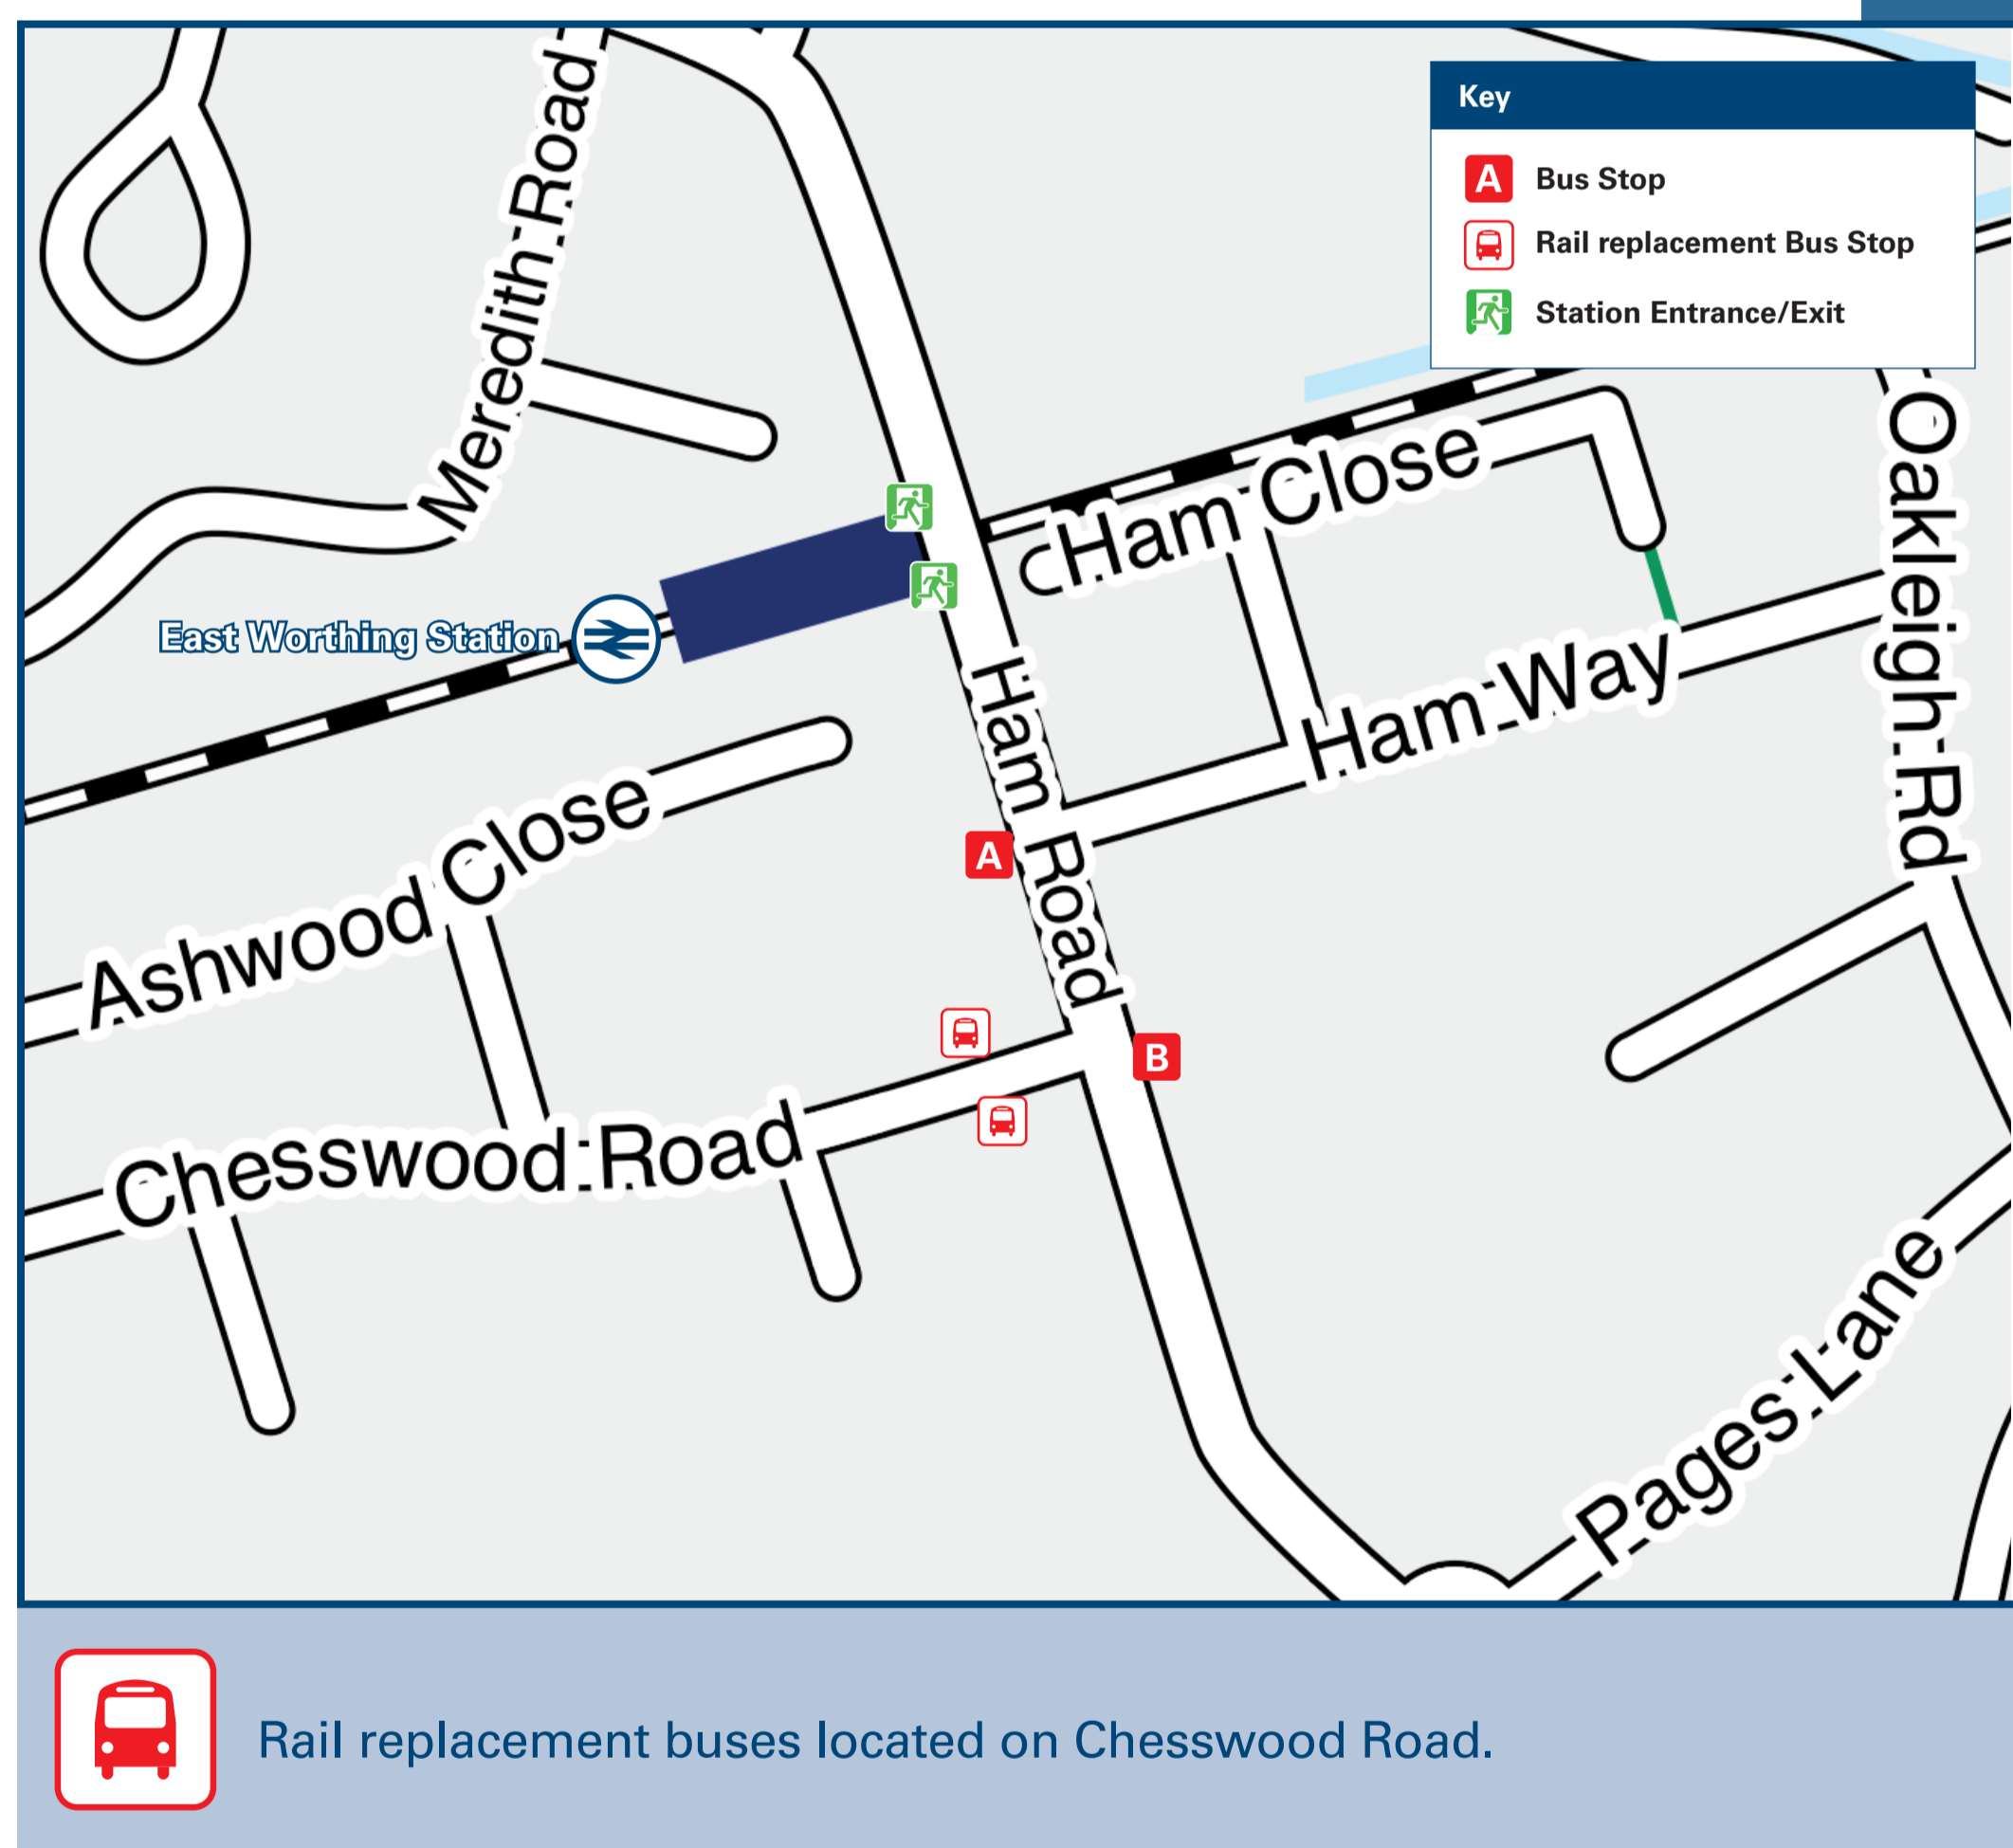 Key
A Bus Stop
Rail replacement Bus Stop
Station Entrance/Exit
Meredith Road
Ham Close
Oakleigh Rd
East Worthing Station
Ham Way
Ham Road
Ashwood Close
A
B
Chesswood Road
Pages Lane
Rail replacement buses located on Chesswood Road.